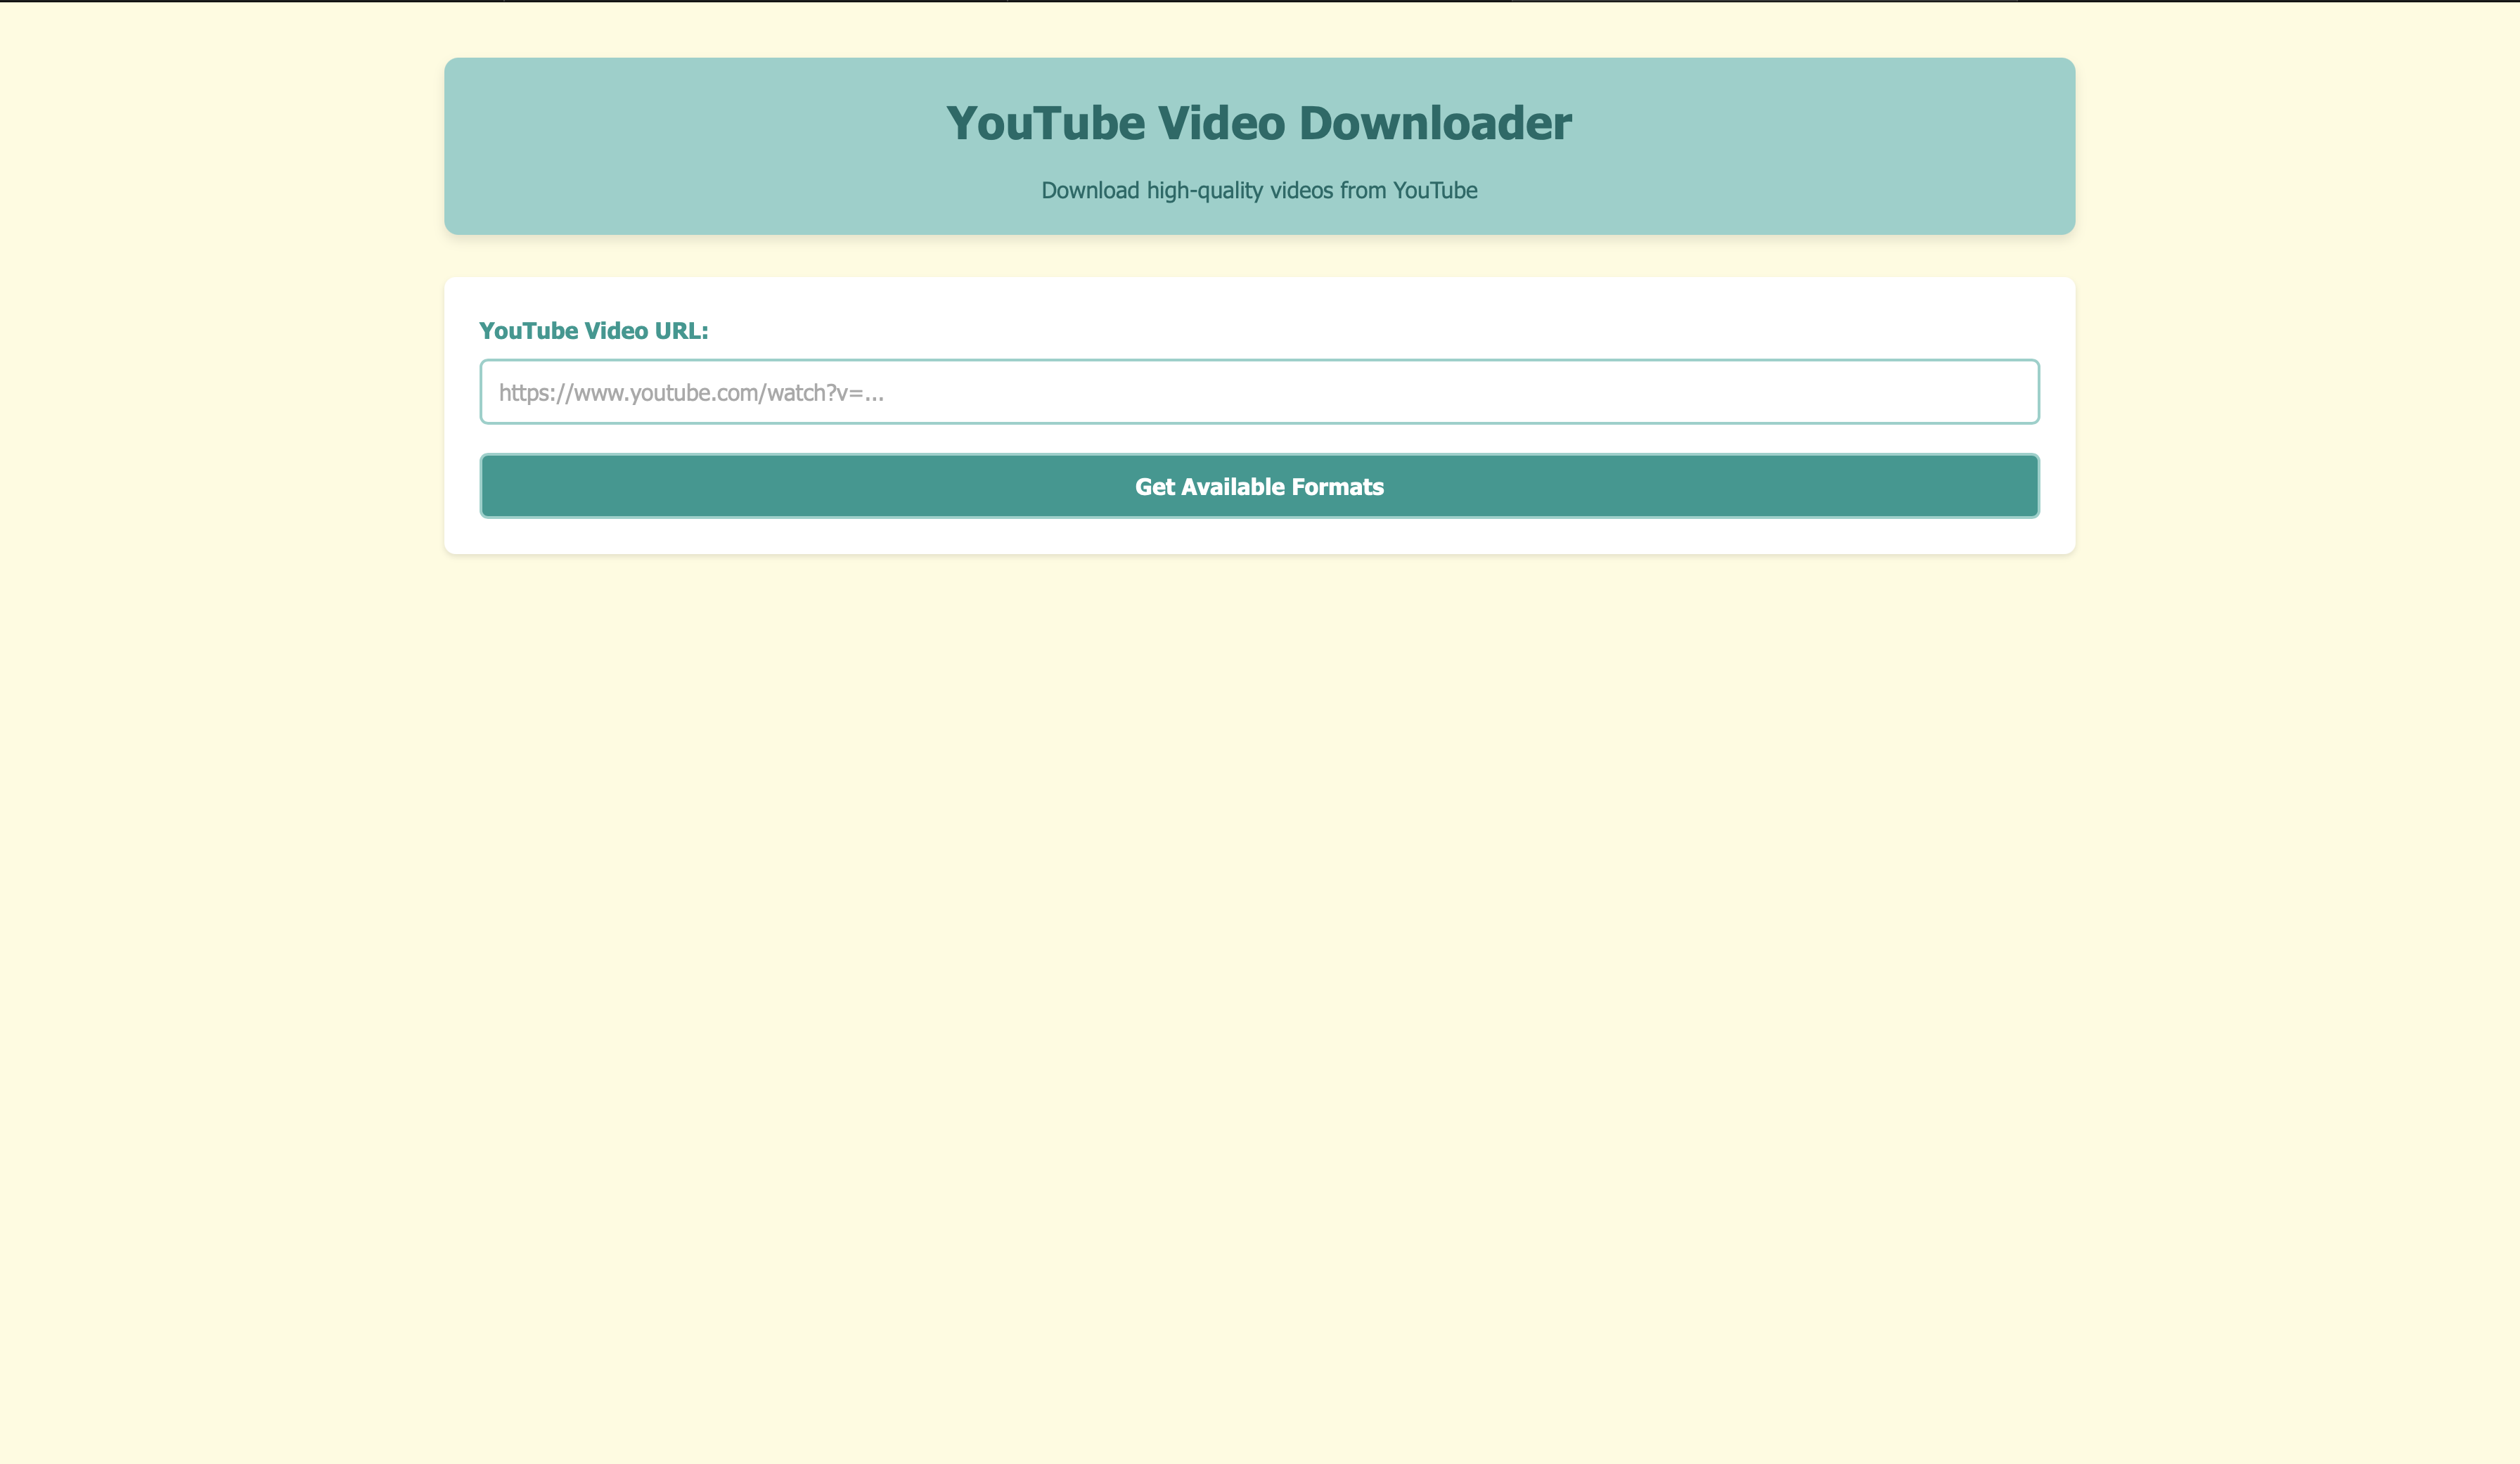 YouTube Video Downloader
Download high-quality videos from YouTube
YouTube Video URL:
https://www.youtube.com/watch?v=...
Get Available Formats